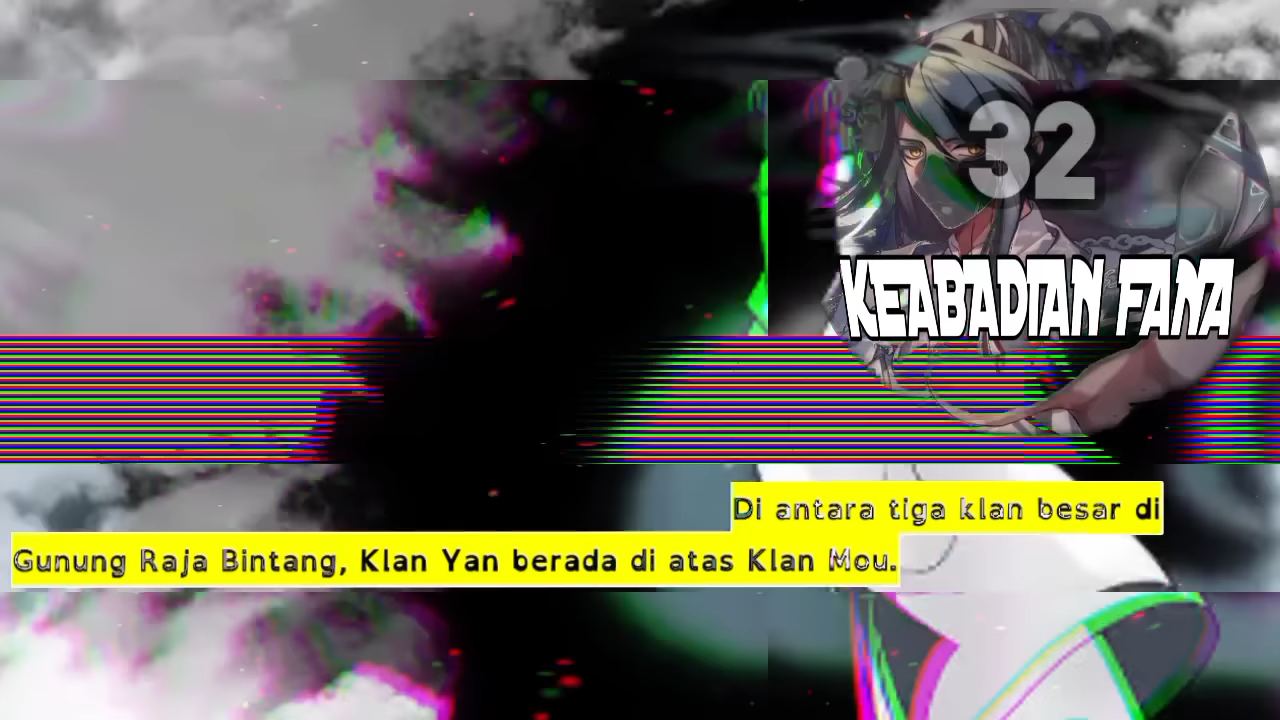 32
KEABADIAN FANA
Di antara tiga klan besar di
Gunung Raja Bintang, Klan Yan berada di atas Klan Mou.